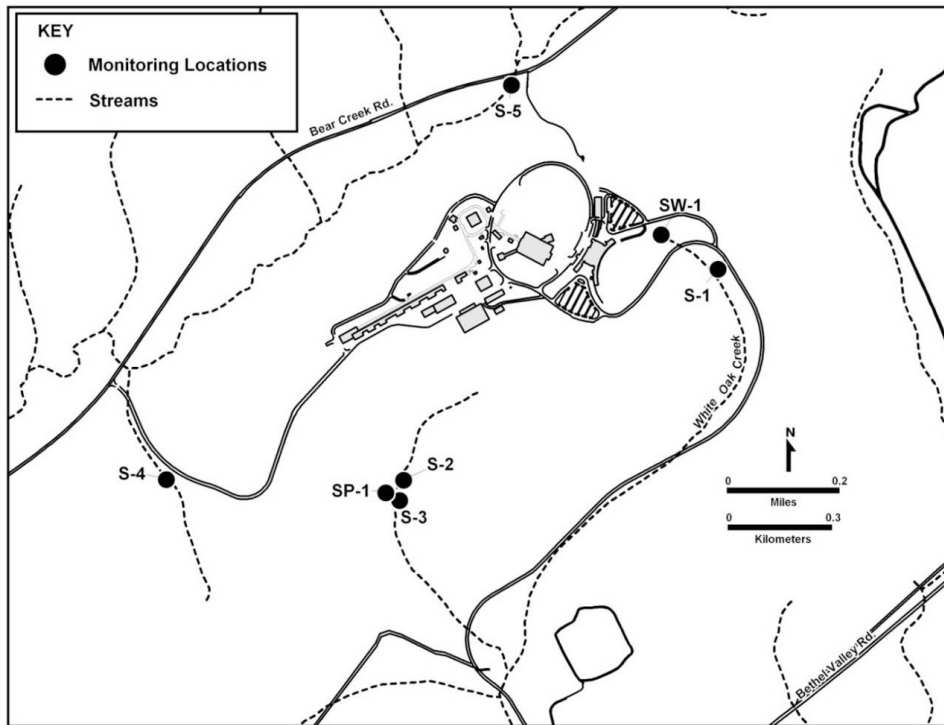 KEY
Monitoring Locations
Streams
Bear Creek Rd.
S-5
SW-1
S-1
White Oak Creek
S-4
S-2
SP-1
S-3
N
0 0.2
Miles
0 0.3
Kilometers
Bethel Valley Rd.